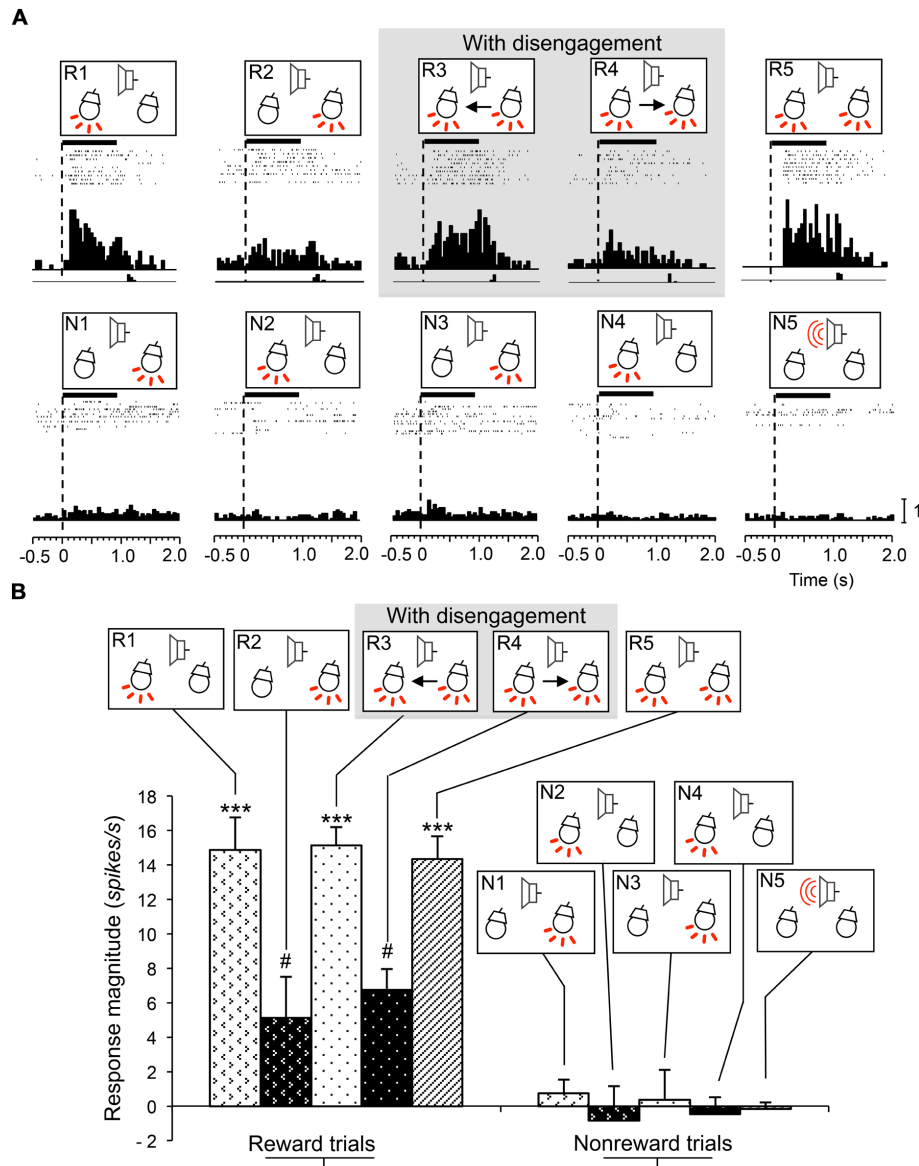 A
With disengagement
R1 R2 R3 R4 R5
N1 N2 N3 N4 N5
1
-0.5 0 1.0 2.0 -0.5 0 1.0 2.0 -0.5 0 1.0 2.0 -0.5 0 1.0 2.0 -0.5 0 1.0 2.0
Time (s)
B
With disengagement
R1 R2 R3 R4 R5
18
***
16
***
***
14
12
10
#
#
8
6
4
2
0
-2
Response magnitude (spikes/s)
N2 N4
N1 N3 N5
Reward trials Nonreward trials